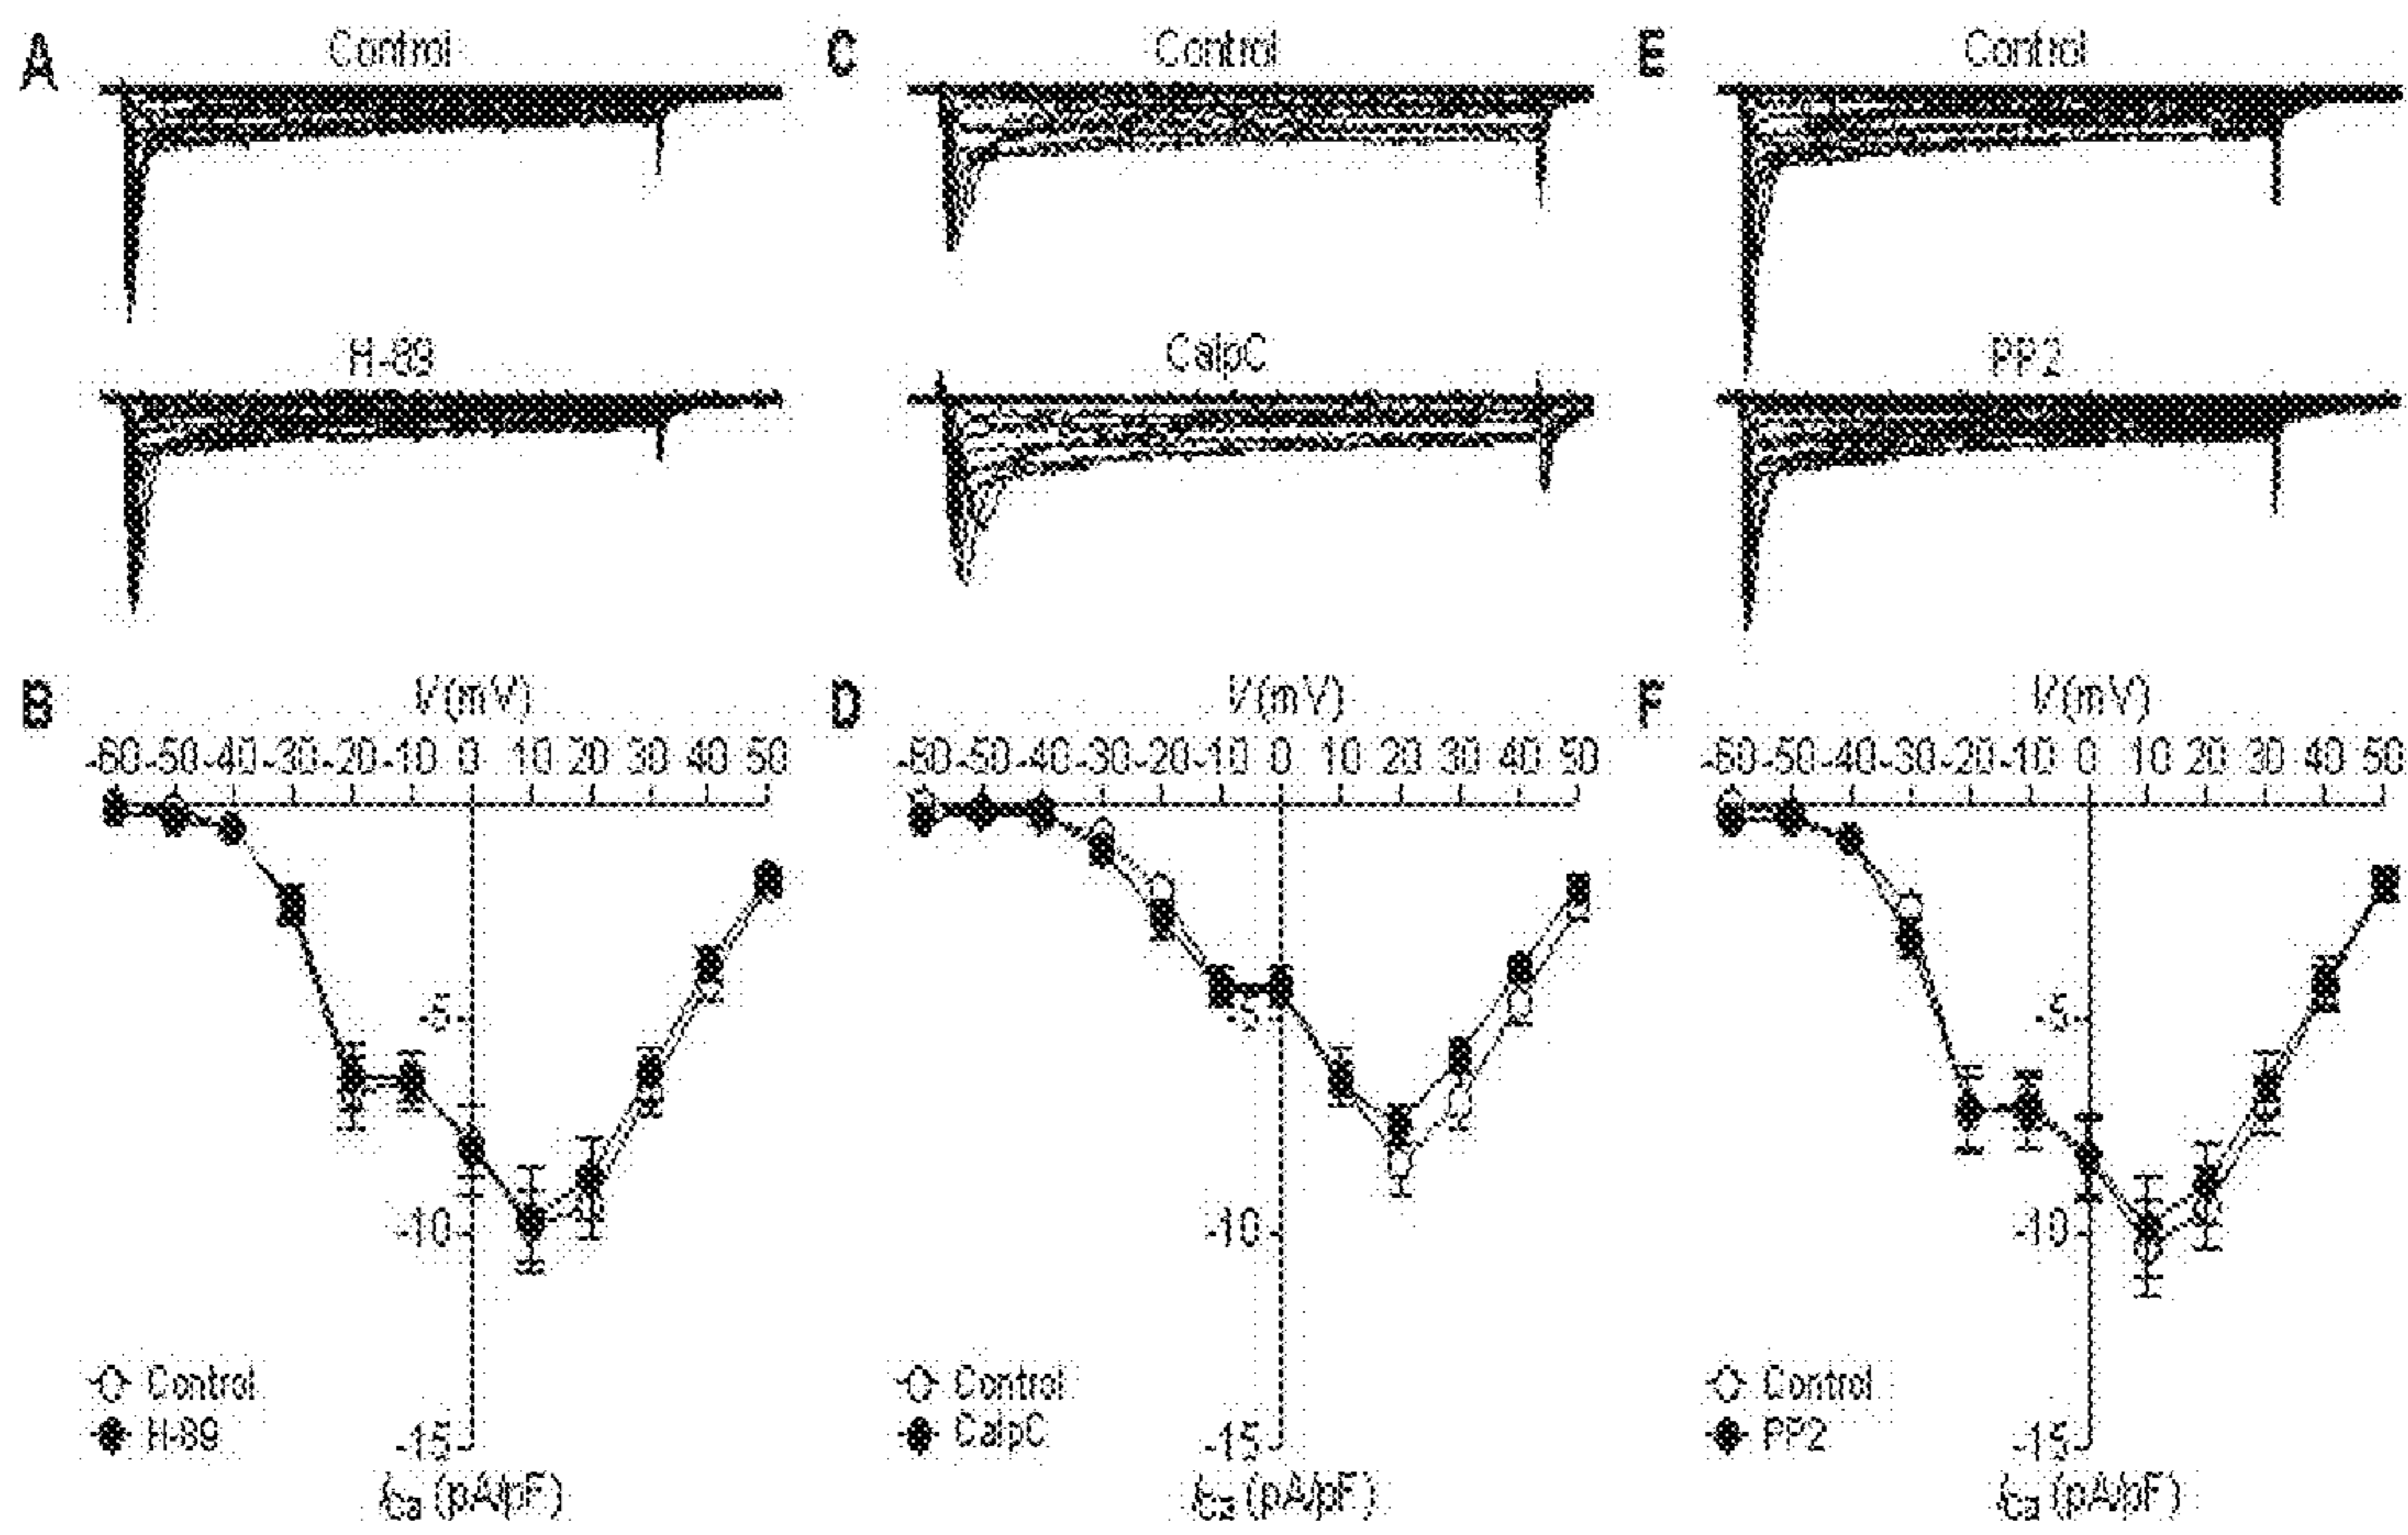 A Control C Control E Control
H-89 CalpC PP2
B V(mV) D V(mV) F V(mV)
-60 -50 -40 -30 -20 -10 0 10 20 30 40 50 -60 -50 -40 -30 -20 -10 0 10 20 30 40 50 -60 -50 -40 -30 -20 -10 0 10 20 30 40 50
-5 -5 -5
-10 -10 -10
Control Control Control
H-89 CalpC PP2
-15 -15 -15
ICa (pA/pF) ICa (pA/pF) ICa (pA/pF)